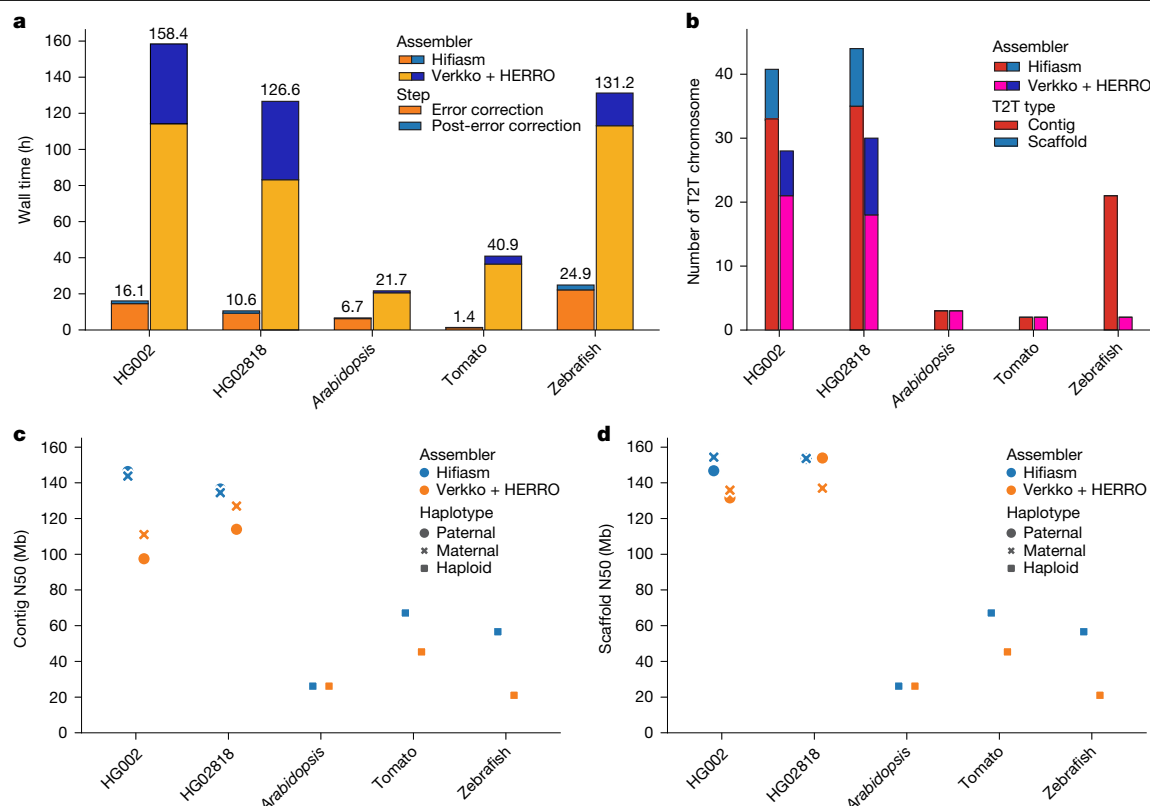 a
158.4
160
140
120
100
80
60
40
20
0
Wall time (h)
126.6
131.2
16.1
10.6
6.7
21.7
1.4
40.9
24.9
Assembler
Hifiasm
Verkko + HERRO
Step
Error correction
Post-error correction
HG002
HG02818
Arabidopsis
Tomato
Zebrafish
b
40
30
20
10
0
Number of T2T chromosome
Assembler
Hifiasm
Verkko + HERRO
T2T type
Contig
Scaffold
HG002
HG02818
Arabidopsis
Tomato
Zebrafish
c
160
140
120
100
80
60
40
20
0
Contig N50 (Mb)
Assembler
Hifiasm
Verkko + HERRO
Haplotype
Paternal
Maternal
Haploid
HG002
HG02818
Arabidopsis
Tomato
Zebrafish
d
160
140
120
100
80
60
40
20
0
Scaffold N50 (Mb)
Assembler
Hifiasm
Verkko + HERRO
Haplotype
Paternal
Maternal
Haploid
HG002
HG02818
Arabidopsis
Tomato
Zebrafish